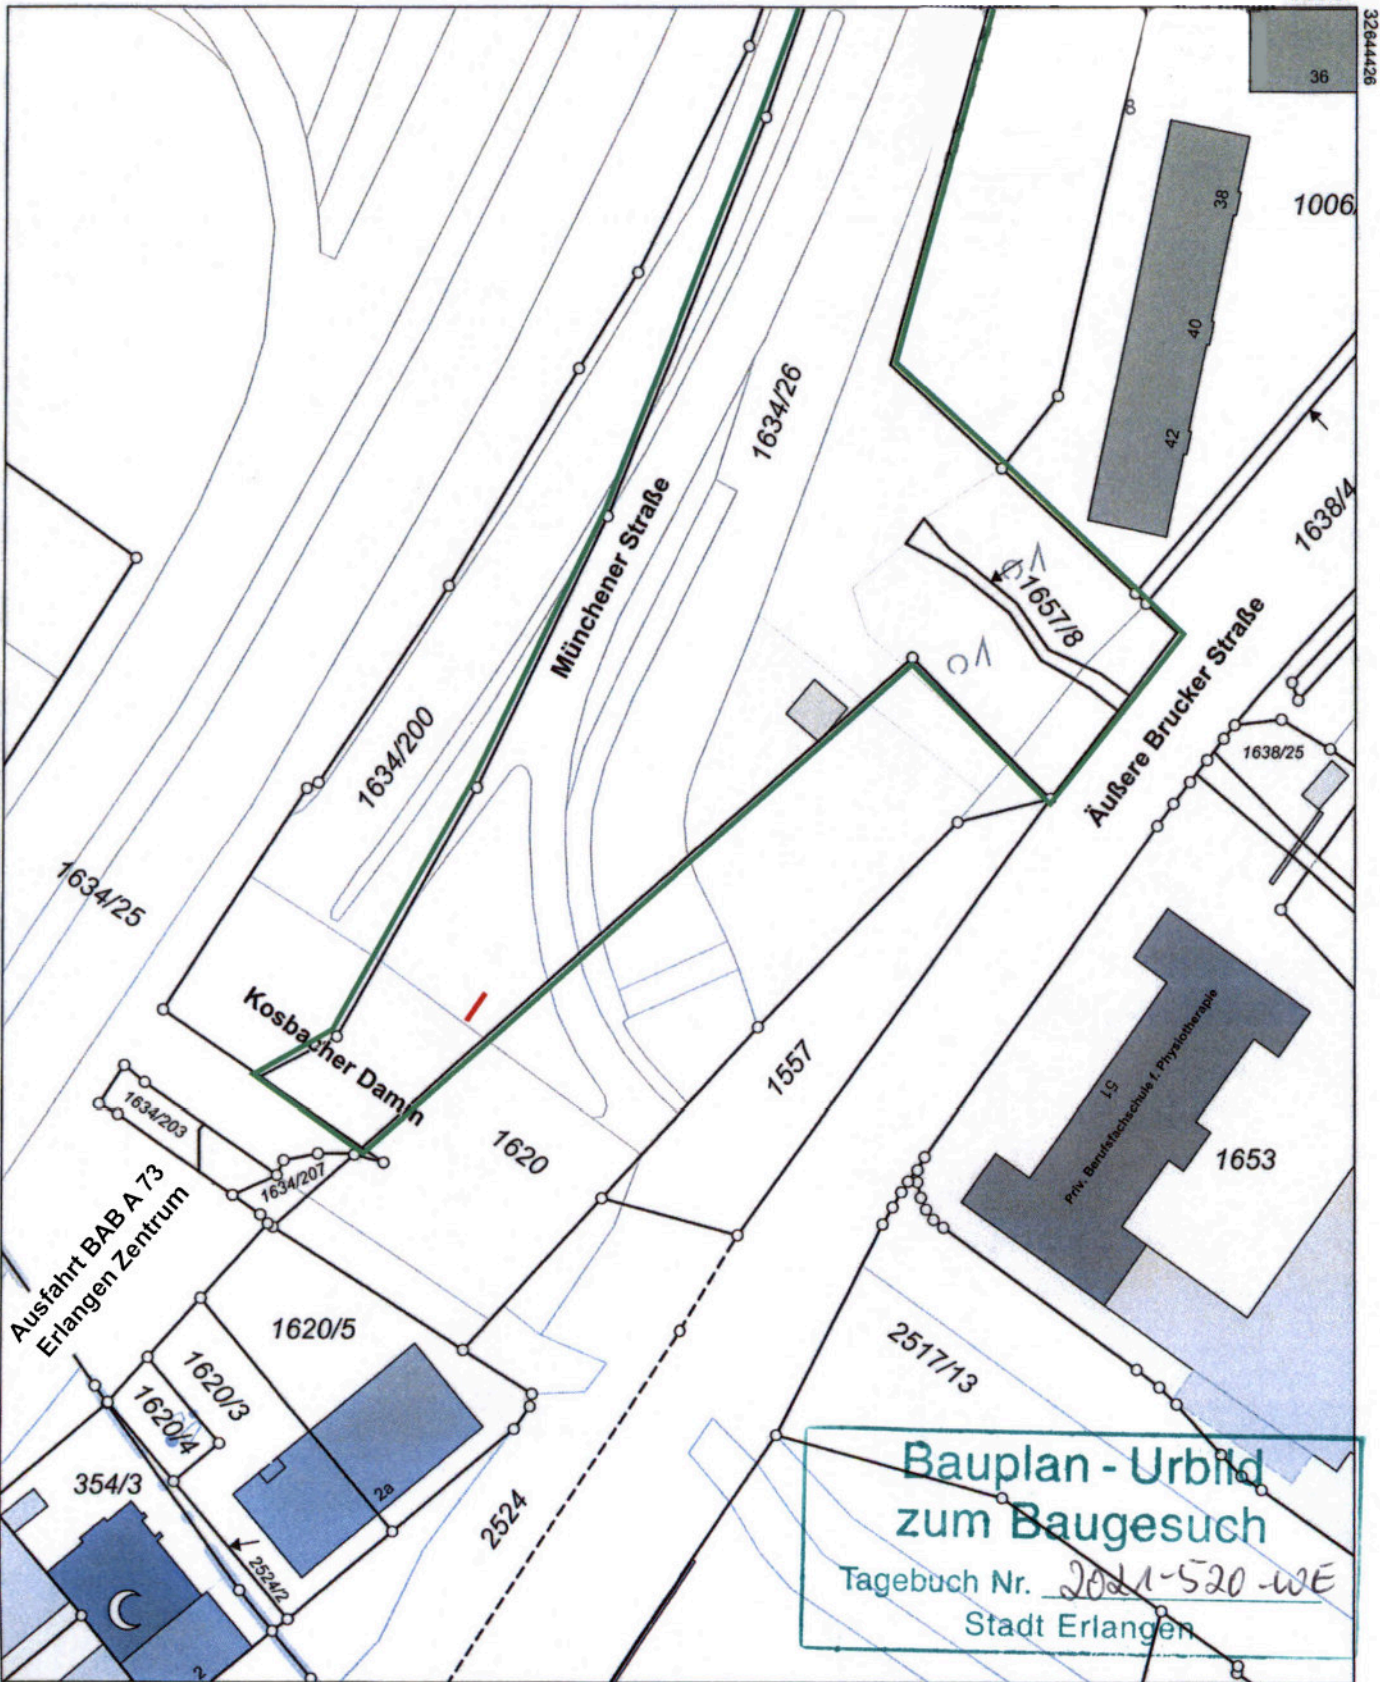 32644426
36
8
38
1006/
40
1634/26
42
1638/4
Münchener Straße
1657/8
Äußere Brucker Straße
1634/200
1638/25
1634/25
Kosbacher Damm
1557
Priv. Berufsfachschule f. Physiotherapie
51
1634/203
1620
1653
1634/207
Ausfahrt BAB A 73
Erlangen Zentrum
1620/5
1620/3
2517/13
1620/4
354/3
2a
2524
2524/2
2
Bauplan - Urbild
zum Baugesuch
Tagebuch Nr. 2021-520-WE
Stadt Erlangen